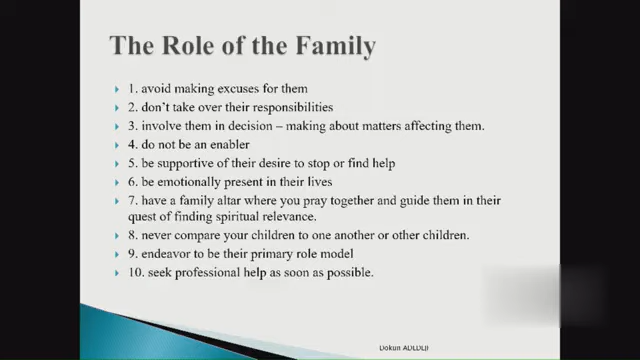 The Role of the Family
1. avoid making excuses for them
2. don't take over their responsibilities
3. involve them in decision – making about matters affecting them.
4. do not be an enabler
5. be supportive of their desire to stop or find help
6. be emotionally present in their lives
7. have a family altar where you pray together and guide them in their
quest of finding spiritual relevance.
8. never compare your children to one another or other children.
9. endeavor to be their primary role model
10. seek professional help as soon as possible.
Dokun